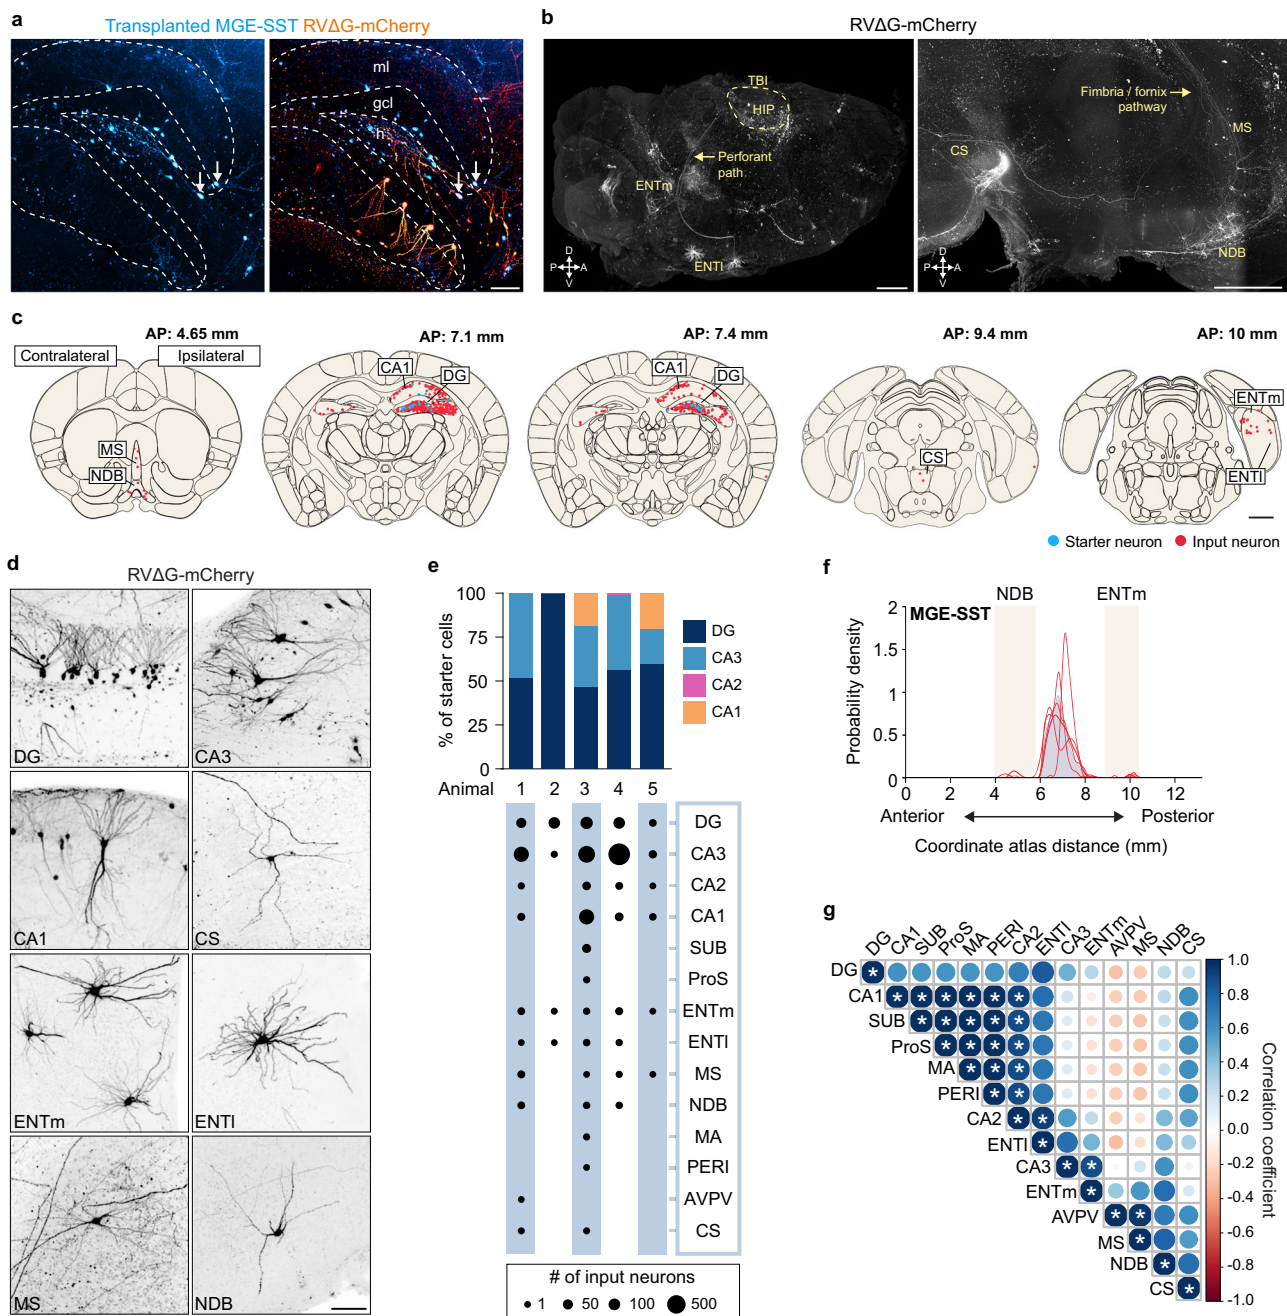 a
Transplanted MGE-SST RVΔG-mCherry
ml
gcl
h
b
RVΔG-mCherry
TBI
HIP
Perforant
path
ENTm
ENTl
D
P A
V
Fimbria / fornix
pathway
MS
CS
NDB
D
P A
V
c
AP: 4.65 mm
AP: 7.1 mm
AP: 7.4 mm
AP: 9.4 mm
AP: 10 mm
Contralateral
Ipsilateral
MS
NDB
CA1
DG
CA1
DG
CS
ENTm
ENTl
Starter neuron
Input neuron
d
RVΔG-mCherry
DG
CA3
CA1
CS
ENTm
ENTl
MS
NDB
e
% of starter cells
100
75
50
25
0
DG
CA3
CA2
CA1
Animal 1 2 3 4 5
DG
CA3
CA2
CA1
SUB
ProS
ENTm
ENTl
MS
NDB
MA
PERI
AVPV
CS
# of input neurons
1 50 100 500
f
NDB
ENTm
MGE-SST
Probability density
2
1.5
1
0.5
0
0 2 4 6 8 10 12
Anterior
Posterior
Coordinate atlas distance (mm)
g
DG CA1 SUB ProS MA PERI CA2 ENTl CA3 ENTm AVPV MS NDB CS
DG *
CA1 * * * * * *
SUB * * * * *
ProS * * * *
MA * * *
PERI * *
CA2 * *
ENTl *
CA3 * *
ENTm *
AVPV * *
MS *
NDB *
CS *
1.0
0.8
0.6
0.4
0.2
0.0
-0.2
-0.4
-0.6
-0.8
-1.0
Correlation coefficient